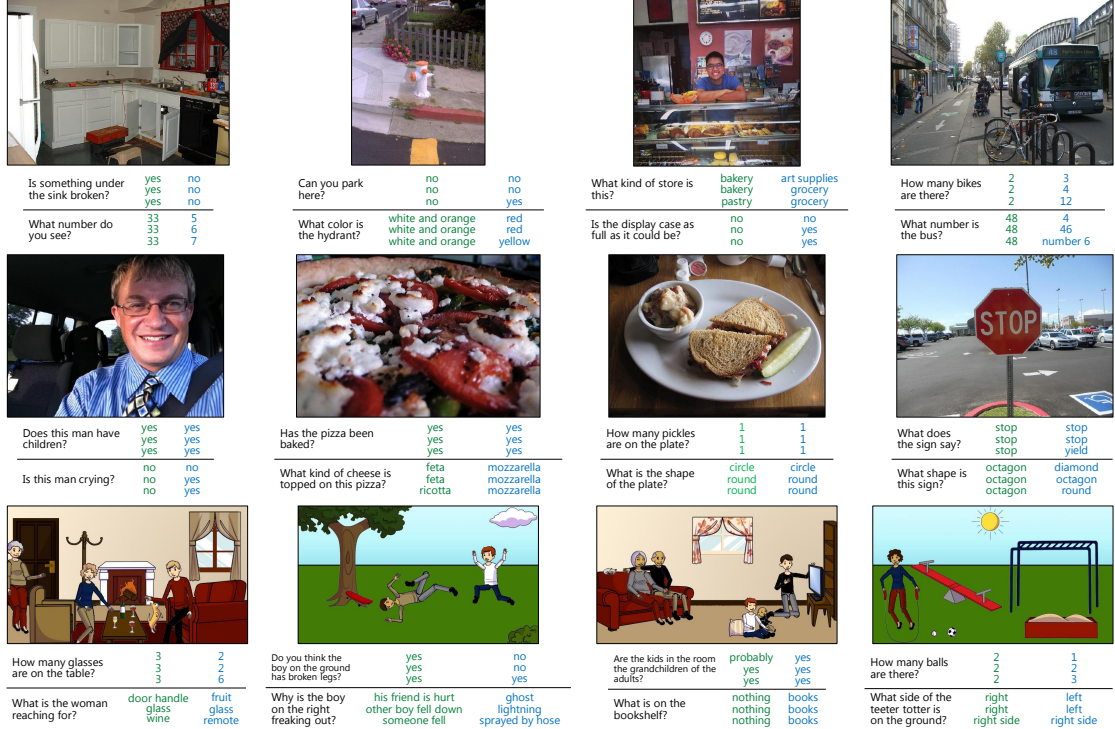 Is something under
the sink broken?
yes no
yes no
yes no
What number do
you see?
33 5
33 6
33 7
Can you park
here?
no no
no no
no yes
What color is
the hydrant?
white and orange red
white and orange red
white and orange yellow
What kind of store is
this?
bakery art supplies
bakery grocery
pastry grocery
Is the display case as
full as it could be?
no no
no yes
no yes
How many bikes
are there?
2 3
2 4
2 12
What number is
the bus?
48 4
48 46
48 number 6
STOP
Does this man have
children?
yes yes
yes yes
yes yes
Is this man crying?
no no
no yes
no yes
Has the pizza been
baked?
yes yes
yes yes
yes yes
What kind of cheese is
topped on this pizza?
feta mozzarella
feta mozzarella
ricotta mozzarella
How many pickles
are on the plate?
1 1
1 1
1 1
What is the shape
of the plate?
circle circle
round round
round round
What does
the sign say?
stop stop
stop stop
stop yield
What shape is
this sign?
octagon diamond
octagon octagon
octagon round
How many glasses
are on the table?
3 2
3 2
3 6
What is the woman
reaching for?
door handle fruit
glass glass
wine remote
Do you think the
boy on the ground
has broken legs?
yes no
yes no
yes yes
Why is the boy
on the right
freaking out?
his friend is hurt ghost
other boy fell down lightning
someone fell sprayed by hose
Are the kids in the room
the grandchildren of the
adults?
probably yes
yes yes
yes yes
What is on the
bookshelf?
nothing books
nothing books
nothing books
How many balls
are there?
2 1
2 2
2 3
What side of the
teeter totter is
on the ground?
right left
right left
right side right side